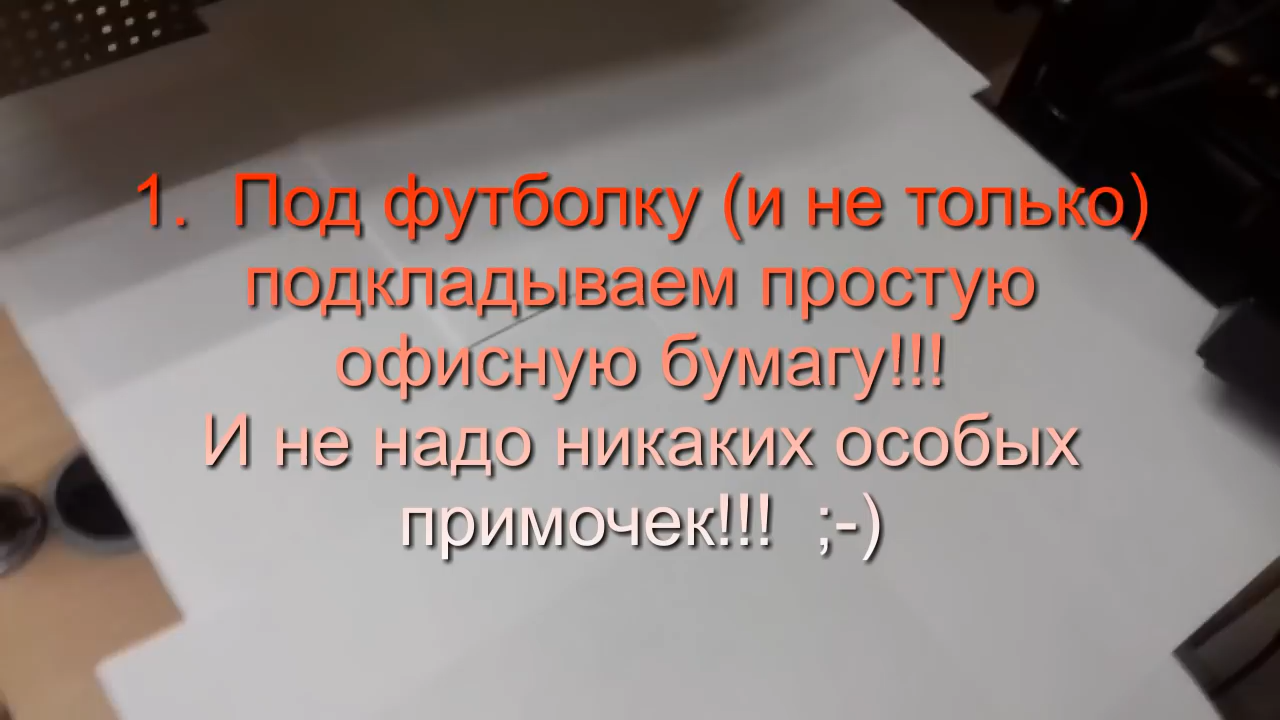 1. Под футболку (и не только)
подкладываем простую
офисную бумагу!!!
И не надо никаких особых
примочек!!! ;-)